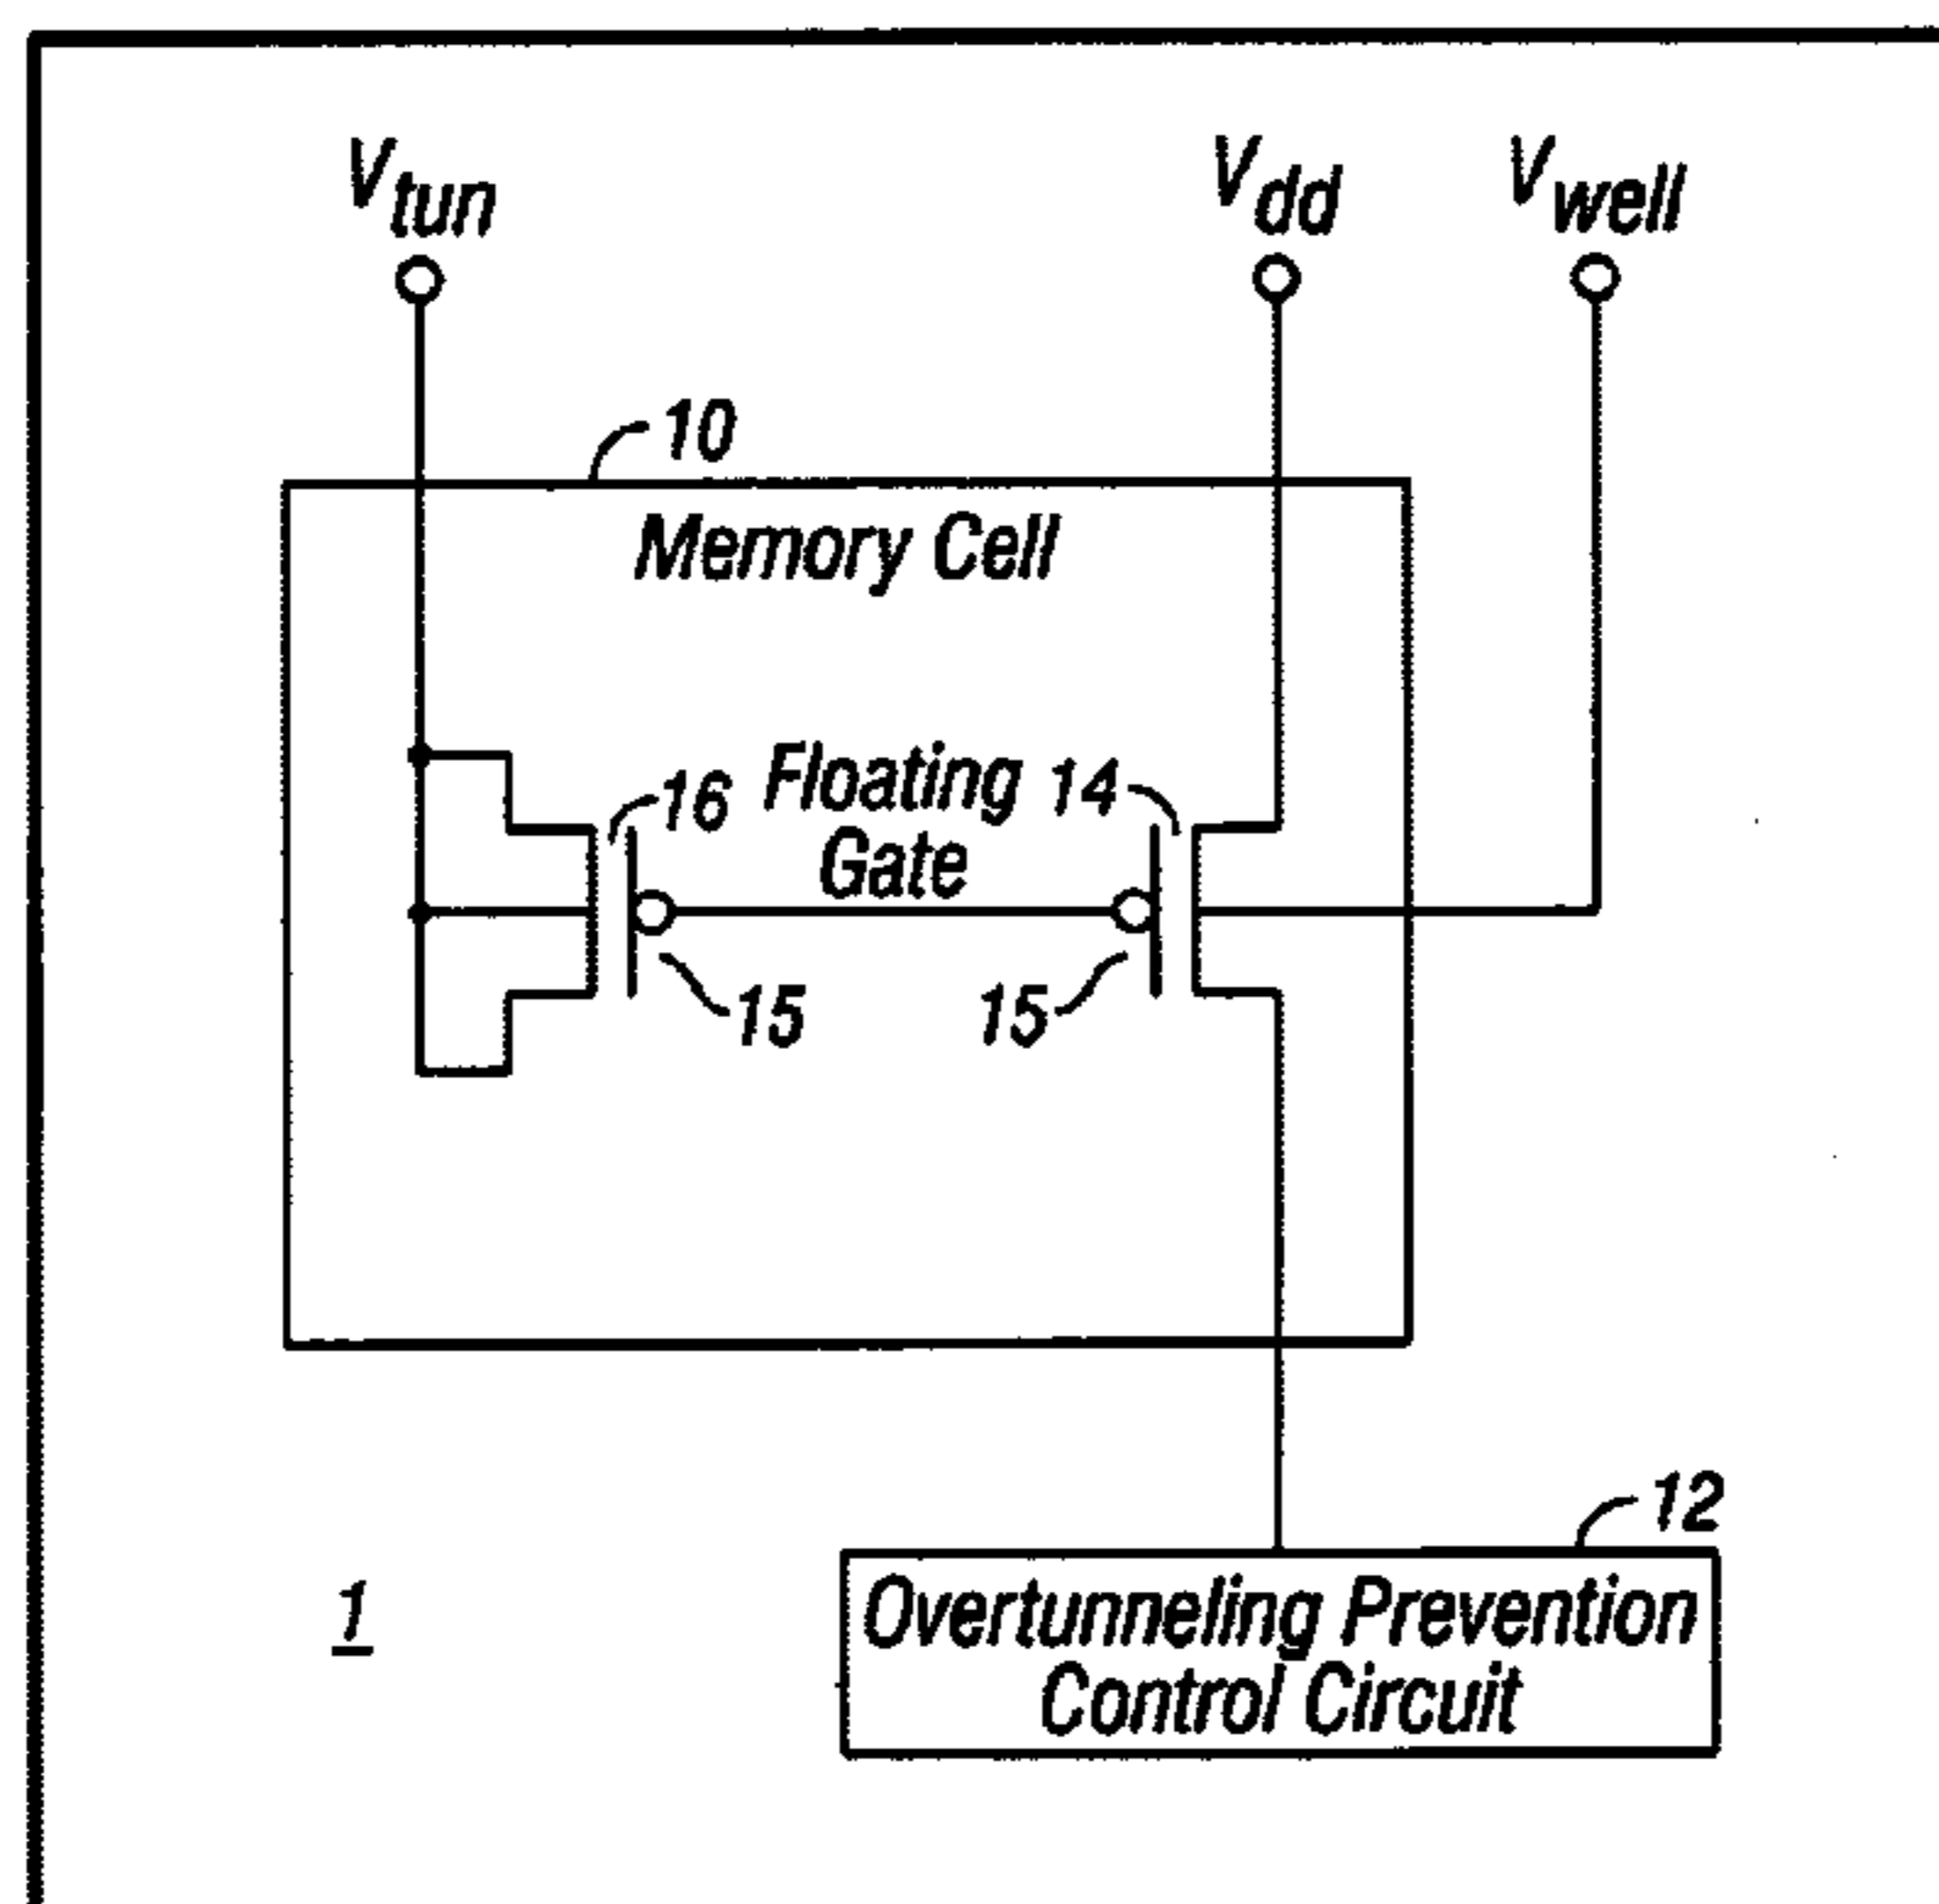 Vtun
Vdd
Vwell
10
Memory Cell
16
Floating
Gate
14
15
15
12
1
Overtunneling Prevention
Control Circuit